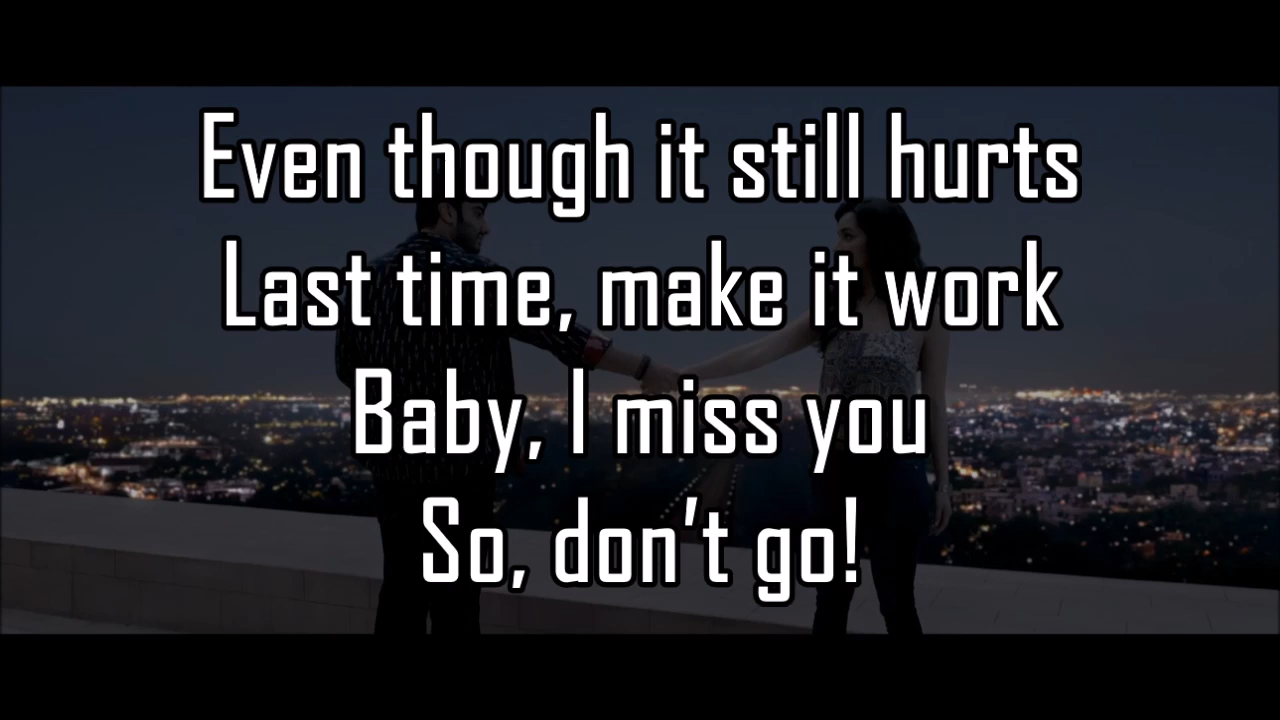 Even though it still hurts
Last time, make it work
Baby, I miss you
So, don't go!